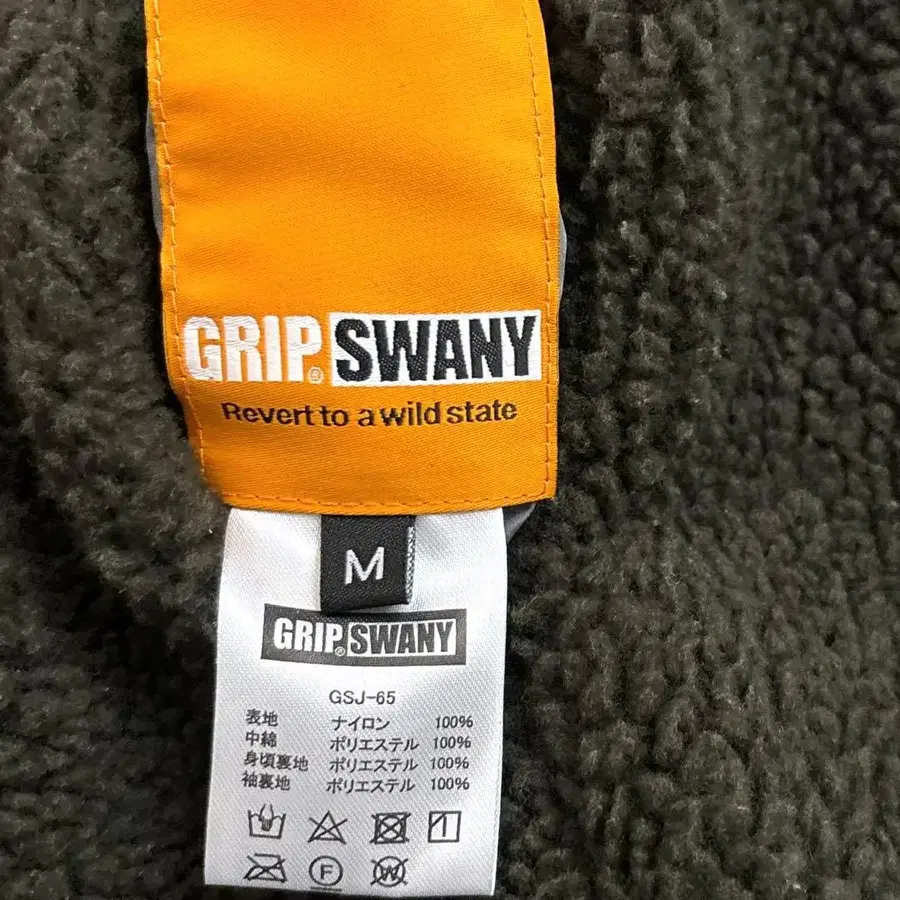 GRIP® SWANY
Revert to a wild state
M
GRIP® SWANY
GSJ-65
表地 ナイロン 100%
中綿 ポリエステル 100%
身頃裏地 ポリエステル 100%
袖裏地 ポリエステル 100%
F
W